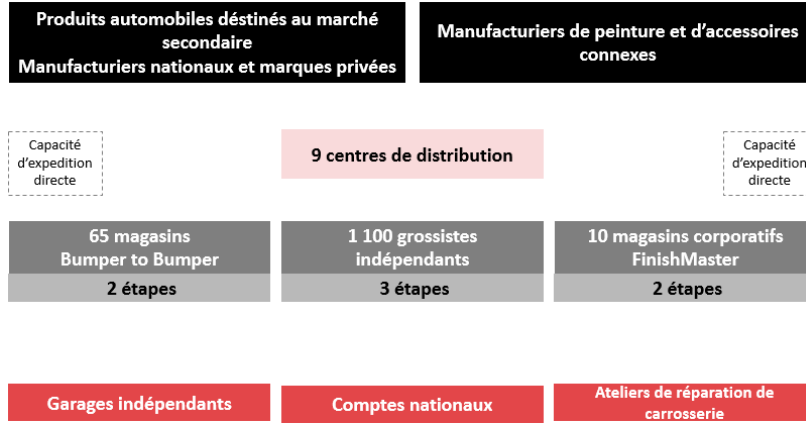 Produits automobiles déstinés au marché
secondaire
Manufacturiers nationaux et marques privées
Manufacturiers de peinture et d'accessoires
connexes
Capacité
d'expedition
directe
9 centres de distribution
Capacité
d'expedition
directe
65 magasins
Bumper to Bumper
2 étapes
1 100 grossistes
indépendants
3 étapes
10 magasins corporatifs
FinishMaster
2 étapes
Garages indépendants
Comptes nationaux
Ateliers de réparation de
carrosserie